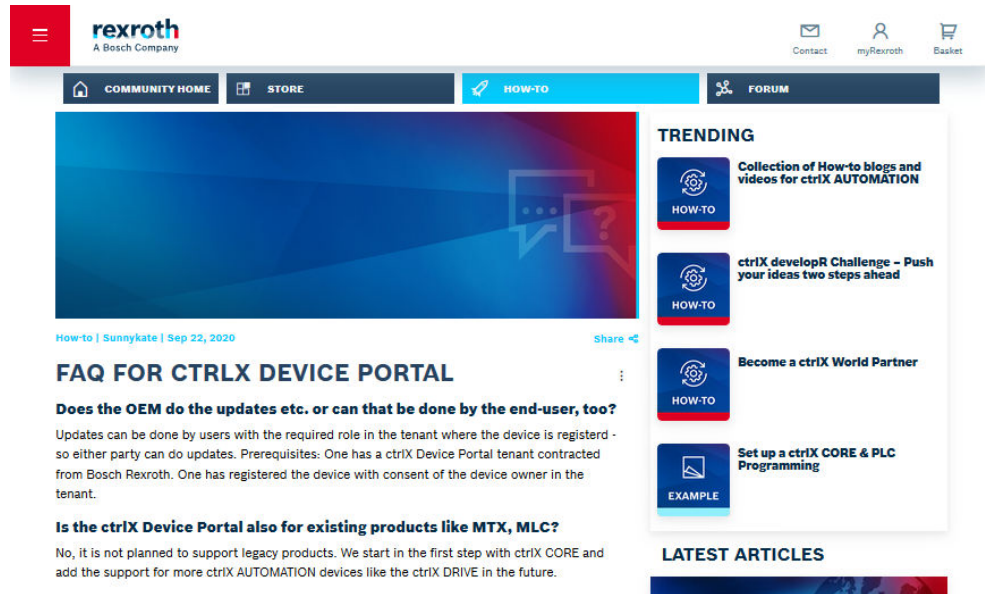 rexroth
A Bosch Company
Contact
myRexroth
Basket
COMMUNITY HOME
STORE
HOW-TO
FORUM
How-to | Sunnykate | Sep 22, 2020
Share
FAQ FOR CTRLX DEVICE PORTAL
Does the OEM do the updates etc. or can that be done by the end-user, too?
Updates can be done by users with the required role in the tenant where the device is registerd -
so either party can do updates. Prerequisites: One has a ctrlX Device Portal tenant contracted
from Bosch Rexroth. One has registered the device with consent of the device owner in the
tenant.
Is the ctrlX Device Portal also for existing products like MTX, MLC?
No, it is not planned to support legacy products. We start in the first step with ctrlX CORE and
add the support for more ctrlX AUTOMATION devices like the ctrlX DRIVE in the future.
TRENDING
HOW-TO
Collection of How-to blogs and
videos for ctrlX AUTOMATION
HOW-TO
ctrlX developR Challenge – Push
your ideas two steps ahead
HOW-TO
Become a ctrlX World Partner
EXAMPLE
Set up a ctrlX CORE & PLC
Programming
LATEST ARTICLES